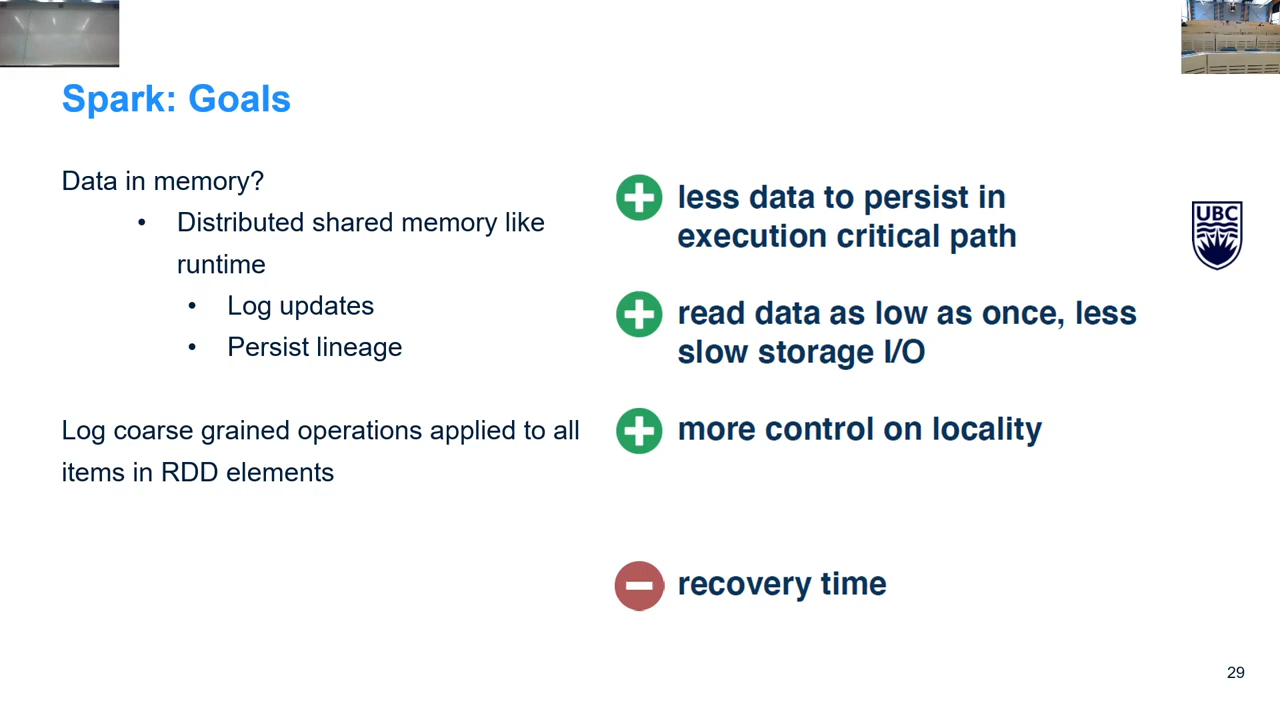 Spark: Goals
Data in memory?
• Distributed shared memory like
runtime
• Log updates
• Persist lineage
Log coarse grained operations applied to all
items in RDD elements
less data to persist in
execution critical path
read data as low as once, less
slow storage I/O
more control on locality
recovery time
UBC
29